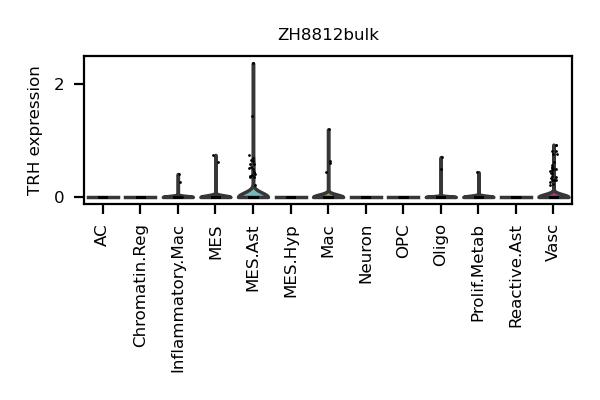 ZH8812bulk
TRH expression
2
0
AC
Chromatin.Reg
Inflammatory.Mac
MES
MES.Ast
MES.Hyp
Mac
Neuron
OPC
Oligo
Prolif.Metab
Reactive.Ast
Vasc